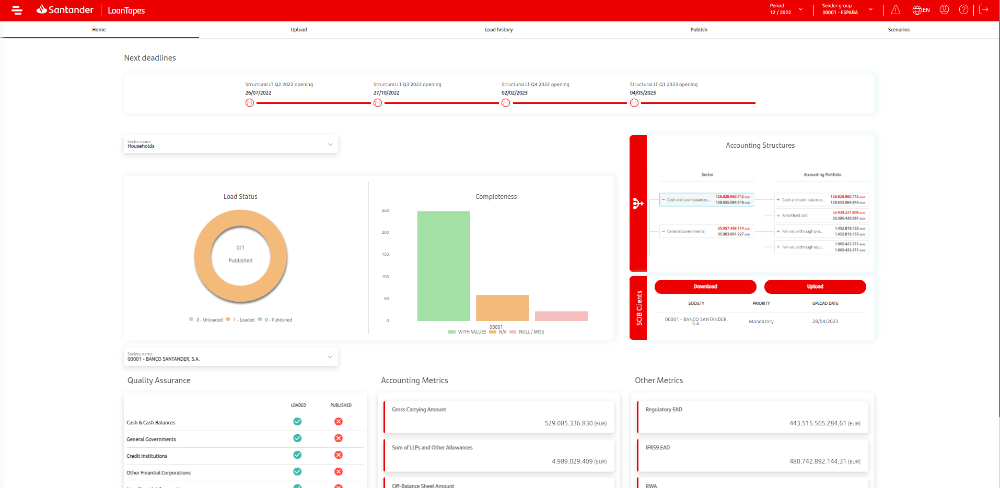 Santander
LoanTapes
Period
12 / 2022
Sender group
00001 - ESPAÑA
EN
Home
Upload
Load history
Publish
Scenarios
Next deadlines
Structural LT Q2 2022 opening
26/07/2022
Structural LT Q3 2022 opening
27/10/2022
Structural LT Q4 2022 opening
02/02/2023
Structural LT Q1 2023 opening
04/05/2023
Sector name
Households
Load Status
0/1
Published
0 - Unloaded 1 - Loaded 0 - Published
Completeness
250
200
150
100
50
0
00001
WITH VALUES N/A NULL / MISS
Accounting Structures
Sector
Accounting Portfolio
Cash and cash balances... 128.828.960.712 (EUR)
128.655.064.816 (EUR)
General Governments 35.957.469.174 (EUR)
35.903.661.927 (EUR)
Cash and cash balances... 128.828.960.712 (EUR)
128.655.064.816 (EUR)
Amortised cost 33.439.227.808 (EUR)
33.385.420.561 (EUR)
Fair value through pro... 1.452.819.155 (EUR)
1.452.819.155 (EUR)
Fair value through equ... 1.065.422.211 (EUR)
1.065.422.211 (EUR)
SCIB Clients
Download
Upload
SOCIETY PRIORITY UPLOAD DATE
00001 - BANCO SANTANDER, S.A. Mandatory 28/04/2023
Society name
00001 - BANCO SANTANDER, S.A.
Quality Assurance
LOADED PUBLISHED
Cash & Cash Balances
General Governments
Credit Institutions
Other Finantial Corporations
Accounting Metrics
Gross Carrying Amount
529.085.336.830 (EUR)
Sum of LLPs and Other Allowances
4.989.029.409 (EUR)
Off-Balance Sheet Amount
Other Metrics
Regulatory EAD
443.515.565.284,61 (EUR)
IFRS9 EAD
480.742.892.144,31 (EUR)
RWA